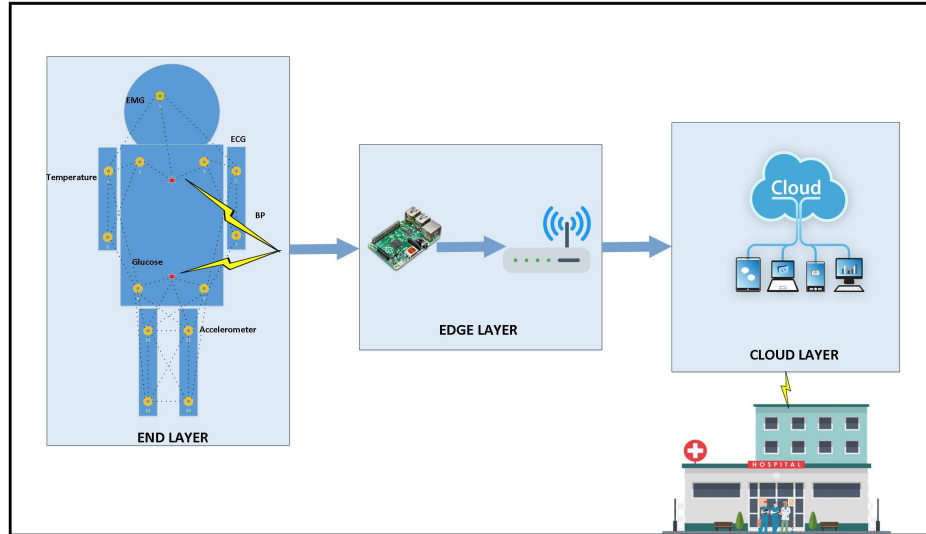 EMG
ECG
Temperature
BP
Glucose
Accelerometer
END LAYER
EDGE LAYER
Cloud
CLOUD LAYER
HOSPITAL